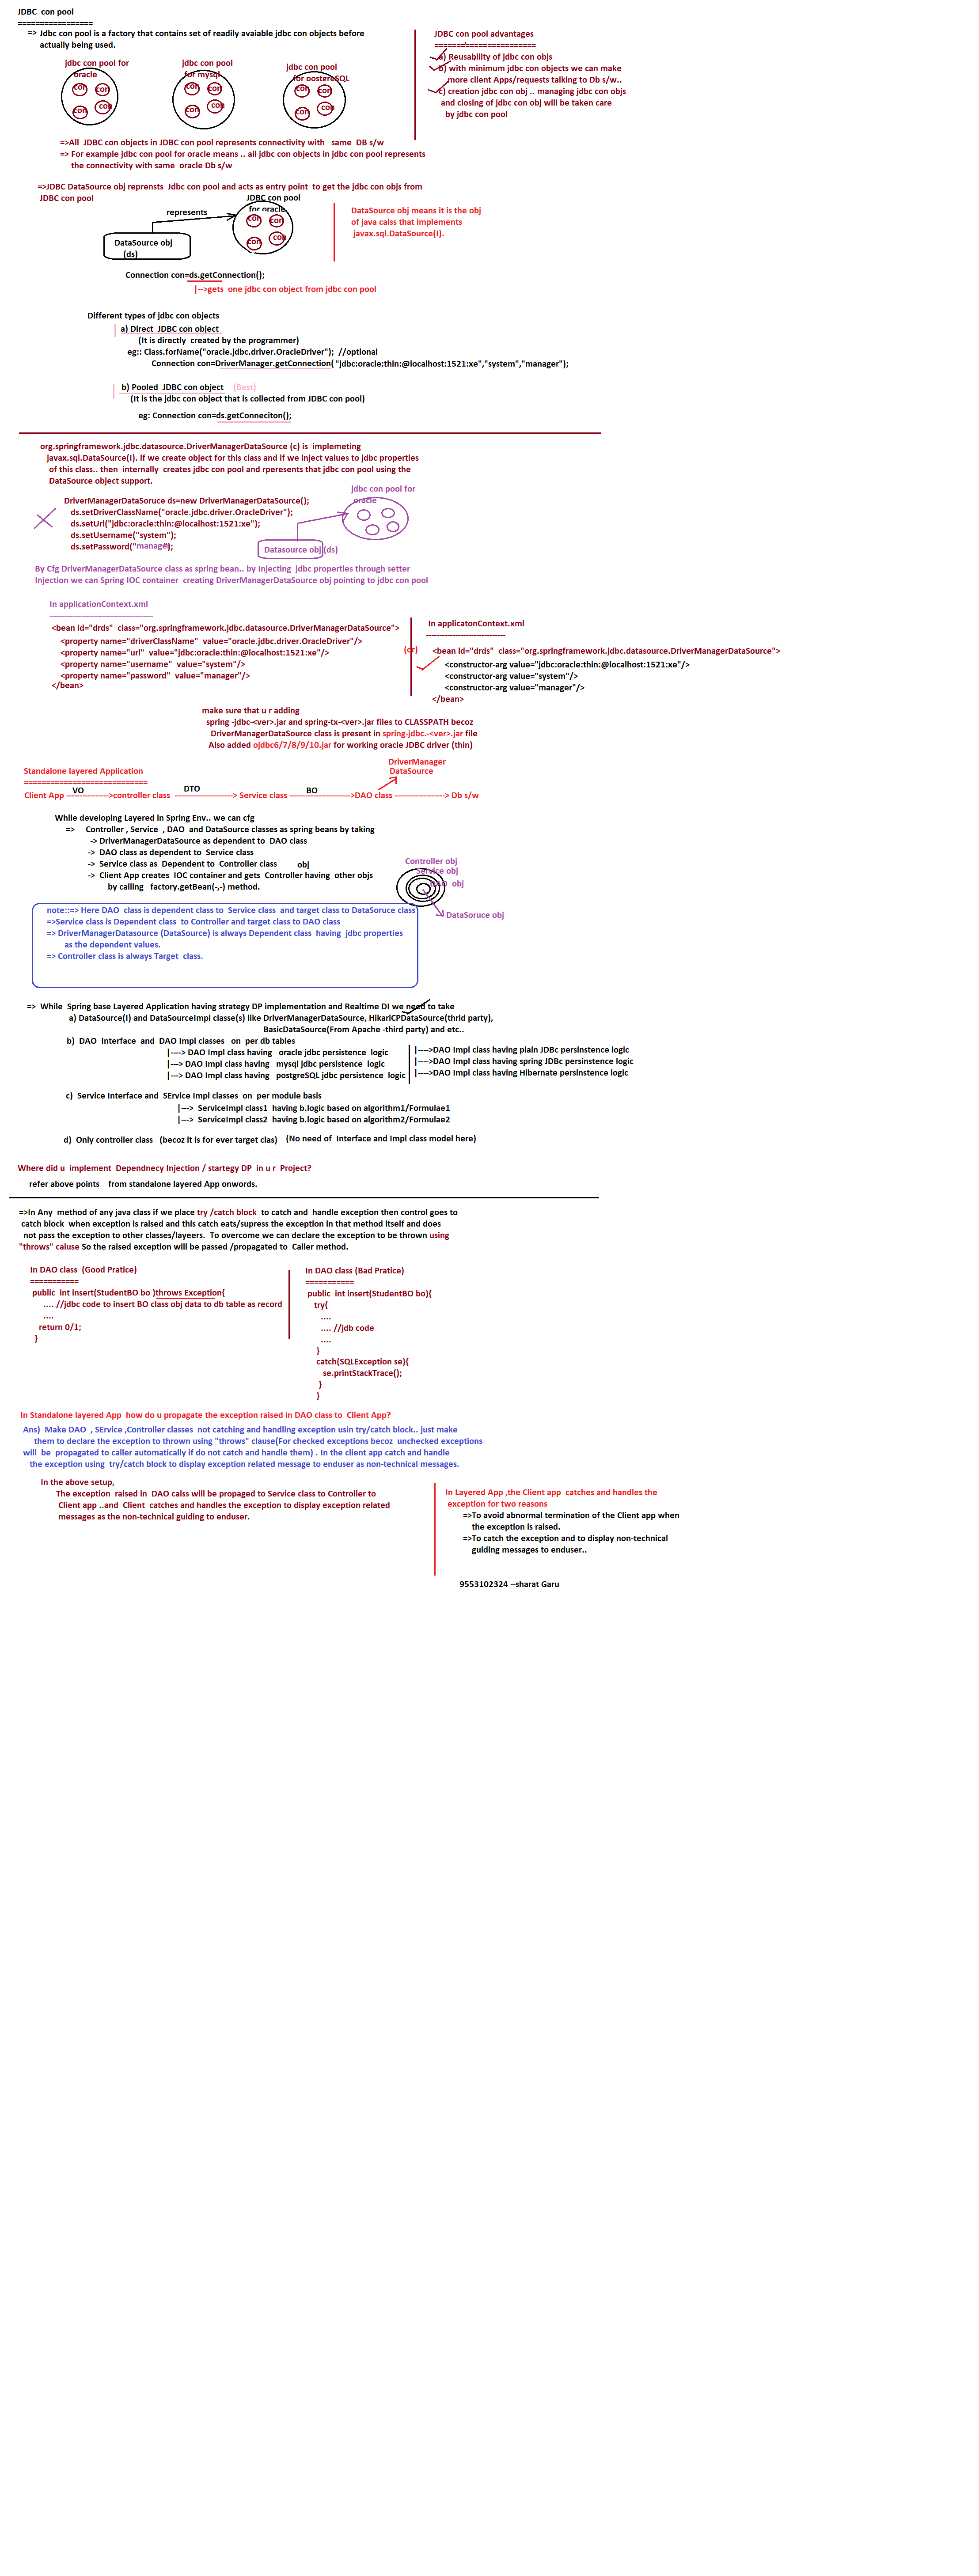 JDBC  con pool
=================
=> Jdbc con pool is a factory that contains set of readily avaiable jdbc con objects before
actually being used.
jdbc con pool for
oracle
con con
con con
jdbc con pool
for mysql
con con
con con
jdbc con pool
for postgreSQL
con con
con con
JDBC con pool advantages
=======================
a) Reusability of jdbc con objs
b) with minimum jdbc con objects we can make
more client Apps/requests talking to Db s/w..
c) creation jdbc con obj .. managing jdbc con objs
and closing of jdbc con obj will be taken care
by jdbc con pool
=>All  JDBC con objects in JDBC con pool represents connectivity with   same  DB s/w
=> For example jdbc con pool for oracle means .. all jdbc con objects in jdbc con pool represents
the connectivity with same  oracle Db s/w
=>JDBC DataSource obj represnts  Jdbc con pool and acts as entry point  to get the jdbc con objs from
JDBC con pool
JDBC con pool
for oracle
represents
con con
con con
DataSource obj
(ds)
DataSource obj means it is the obj
of java calss that implements
javax.sql.DataSource(I).
Connection con=ds.getConnection();
|-->gets  one jdbc con object from jdbc con pool
Different types of jdbc con objects
a) Direct  JDBC con object
(It is directly  created by the programmer)
eg:: Class.forName("oracle.jdbc.driver.OracleDriver");  //optional
Connection con=DriverManager.getConnection( "jdbc:oracle:thin:@localhost:1521:xe","system","manager");
b) Pooled  JDBC con object    (Best)
(It is the jdbc con object that is collected from JDBC con pool)
eg: Connection con=ds.getConneciton();
org.springframework.jdbc.datasource.DriverManagerDataSource (c) is  implemeting
javax.sql.DataSource(I). if we create object for this class and if we inject values to jdbc properties
of this class.. then  internally  creates jdbc con pool and rperesents that jdbc con pool using the
DataSource object support.
DriverManagerDataSoruce ds=new DriverManagerDataSource();
ds.setDriverClassName("oracle.jdbc.driver.OracleDriver");
ds.setUrl("jdbc:oracle:thin:@localhost:1521:xe");
ds.setUsername("system");
ds.setPassword("manager");
jdbc con pool for
oracle
Datasource obj(ds)
By Cfg DriverManagerDataSource class as spring bean.. by Injecting  jdbc properties through setter
Injection we can Spring IOC container  creating DriverManagerDataSource obj pointing to jdbc con pool
In applicationContext.xml
-------------------------------
<bean id="drds"  class="org.springframework.jdbc.datasource.DriverManagerDataSource">
<property name="driverClassName"  value="oracle.jdbc.driver.OracleDriver"/>
<property name="url"  value="jdbc:oracle:thin:@localhost:1521:xe"/>
<property name="username"  value="system"/>
<property name="password"  value="manager"/>
</bean>
(or)
In applicatonContext.xml
------------------------------
<bean id="drds"  class="org.springframework.jdbc.datasource.DriverManagerDataSource">
<constructor-arg value="jdbc:oracle:thin:@localhost:1521:xe"/>
<constructor-arg value="system"/>
<constructor-arg value="manager"/>
</bean>
make sure that u r adding
spring -jdbc-<ver>.jar and spring-tx-<ver>.jar files to CLASSPATH becoz
DriverManagerDataSource class is present in spring-jdbc.-<ver>.jar file
Also added ojdbc6/7/8/9/10.jar for working oracle JDBC driver (thin)
DriverManager
DataSource
Standalone layered Application
============================
VO DTO BO
Client App ---------------->controller class  ----------------------> Service class ----------------------->DAO class -------------------> Db s/w
While developing Layered in Spring Env.. we can cfg
=>     Controller , Service  , DAO  and DataSource classes as spring beans by taking
-> DriverManagerDataSource as dependent to  DAO class
->  DAO class as dependent to  Service class
->  Service class as  Dependent to  Controller class
obj
->  Client App creates  IOC container and gets  Controller having  other objs
by calling   factory.getBean(-,-) method.
Controller obj
Service obj
DAO  obj
DataSoruce obj
note::=> Here DAO  class is dependent class to  Service class  and target class to DataSoruce class
=>Service class is Dependent class  to Controller and target class to DAO class
=> DriverManagerDatasource (DataSource) is always Dependent class  having  jdbc properties
as the dependent values.
=> Controller class is always Target  class.
=>  While  Spring base Layered Application having strategy DP implementation and Realtime DI we need to take
a) DataSource(I) and DataSourceImpl classe(s) like DriverManagerDataSource, HikariCPDataSource(thrid party),
BasicDataSource(From Apache -third party) and etc..
b)  DAO  Interface  and  DAO Impl classes   on  per db tables
|----> DAO Impl class having   oracle jdbc persistence  logic
|---> DAO Impl class having   mysql jdbc persistence  logic
|---> DAO Impl class having   postgreSQL jdbc persistence  logic
|---->DAO Impl class having plain JDBc persinstence logic
|---->DAO Impl class having spring JDBc persinstence logic
|---->DAO Impl class having Hibernate persinstence logic
c)  Service Interface and  SErvice Impl classes  on  per module basis
|--->  ServiceImpl class1  having b.logic based on algorithm1/Formulae1
|--->  ServiceImpl class2  having b.logic based on algorithm2/Formulae2
d)  Only controller class   (becoz it is for ever target clas)    (No need of  Interface and Impl class model here)
Where did u  implement  Dependnecy Injection / startegy DP  in u r  Project?
refer above points    from standalone layered App onwords.
=>In Any  method of any java class if we place try /catch block  to catch and  handle exception then control goes to
catch block  when exception is raised and this catch eats/supress the exception in that method itself and does
not pass the exception to other classes/layeers.  To overcome we can declare the exception to be thrown using
"throws" caluse So the raised exception will be passed /propagated to  Caller method.
In DAO class  (Good Pratice)
===========
public  int insert(StudentBO bo )throws Exception{
.... //jdbc code to insert BO class obj data to db table as record
....
return 0/1;
}
In DAO class (Bad Pratice)
===========
public  int insert(StudentBO bo){
try{
....
.... //jdb code
....
}
catch(SQLException se){
se.printStackTrace();
}
}
In Standalone layered App  how do u propagate the exception raised in DAO class to  Client App?
Ans)  Make DAO  , SErvice ,Controller classes  not catching and handling exception usin try/catch block.. just make
them to declare the exception to thrown using "throws" clause(For checked exceptions becoz  unchecked exceptions
will  be  propagated to caller automatically if do not catch and handle them) . In the client app catch and handle
the exception using  try/catch block to display exception related message to enduser as non-technical messages.
In the above setup,
The exception  raised in  DAO calss will be propaged to Service class to Controller to
Client app ..and  Client  catches and handles the exception to display exception related
messages as the non-technical guiding to enduser.
In Layered App ,the Client app  catches and handles the
exception for two reasons
=>To avoid abnormal termination of the Client app when
the exception is raised.
=>To catch the exception and to display non-technical
guiding messages to enduser..
9553102324 --sharat Garu